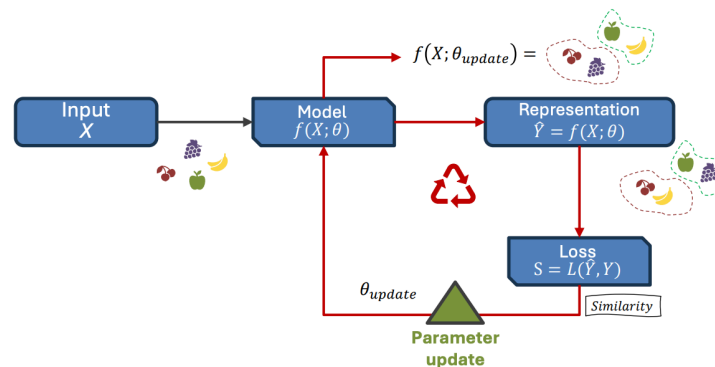 f(X; θ_update) =
Input
X
Model
f(X; θ)
Representation
Ŷ = f(X; θ)
Loss
S = L(Ŷ, Y)
θ_update
Similarity
Parameter
update